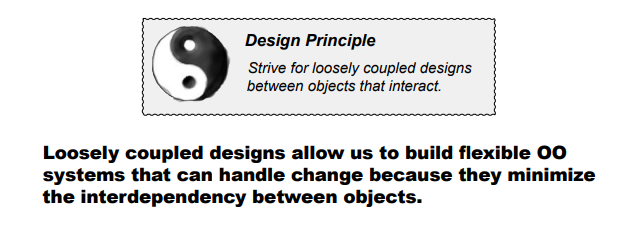 Design Principle
Strive for loosely coupled designs
between objects that interact.
Loosely coupled designs allow us to build flexible OO
systems that can handle change because they minimize
the interdependency between objects.